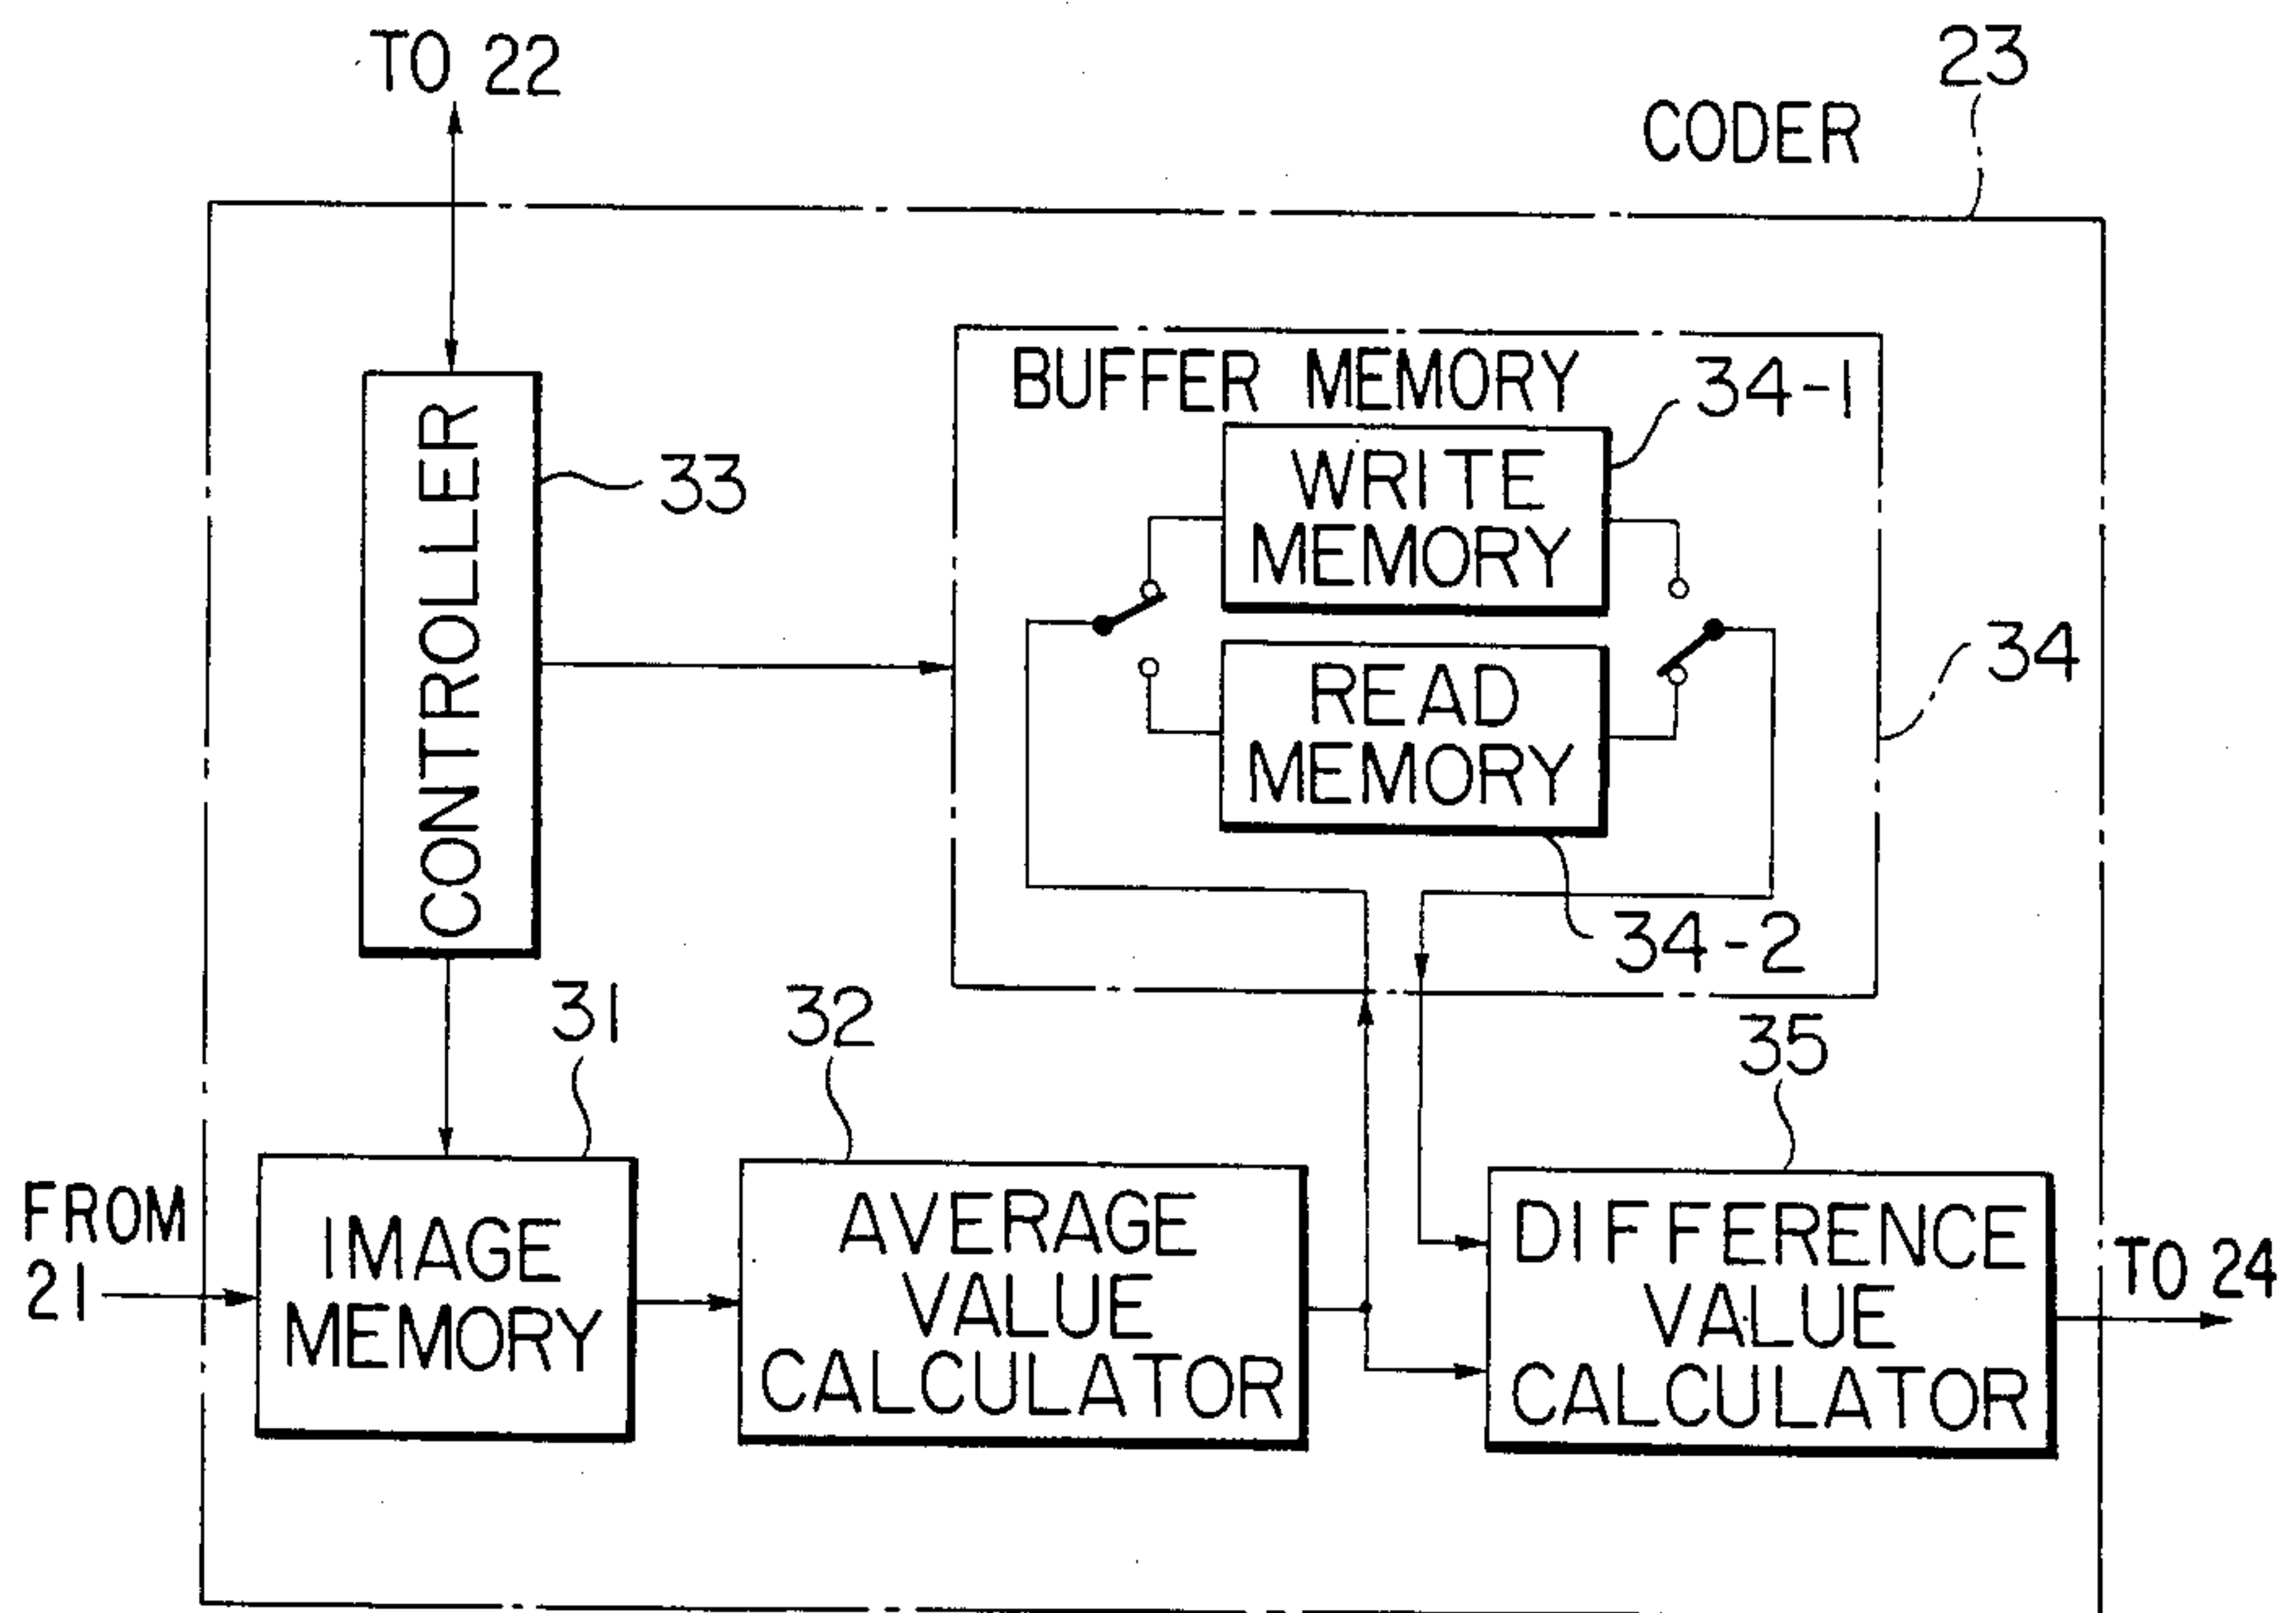 TO 22
23
CODER
BUFFER MEMORY
34-1
CONTROLLER
33
WRITE
MEMORY
34
READ
MEMORY
34-2
31
32
35
FROM
21
IMAGE
MEMORY
AVERAGE
VALUE
CALCULATOR
DIFFERENCE
VALUE
CALCULATOR
TO 24